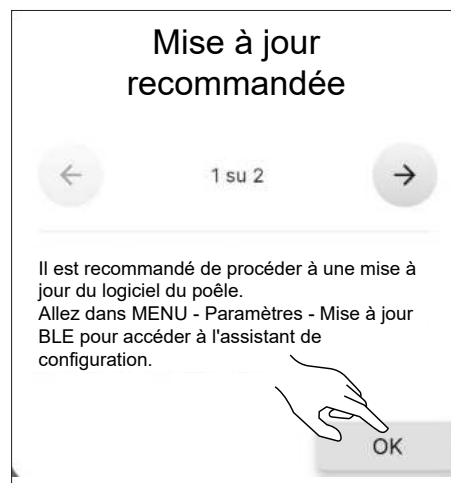 Mise à jour
recommandée
← 1 su 2 →
Il est recommandé de procéder à une mise à
jour du logiciel du poêle.
Allez dans MENU - Paramètres - Mise à jour
BLE pour accéder à l'assistant de
configuration.
OK